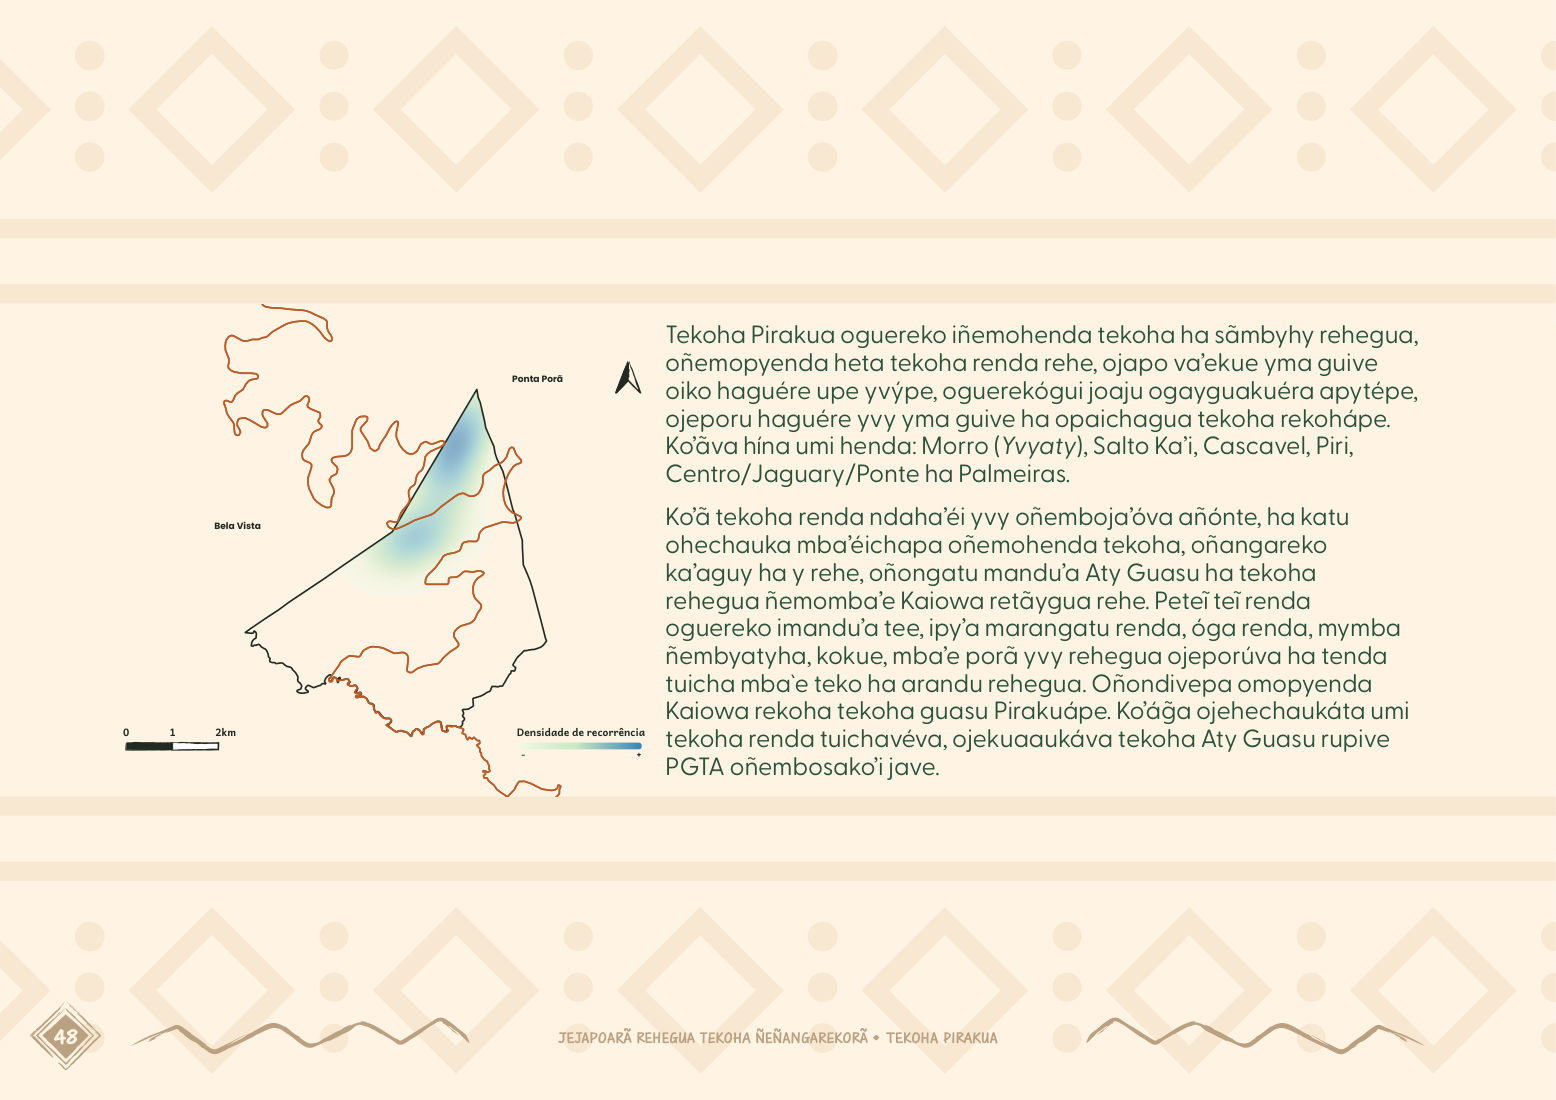 Ponta Porã
Bela Vista
0 1 2km
Densidade de recorrência
- +
Tekoha Pirakua oguereko iñemohenda tekoha ha sãmbyhy rehegua,
oñemopyenda heta tekoha renda rehe, ojapo va’ekue yma guive
oiko haguére upe yvýpe, oguerekógui joaju ogayguakuéra apytépe,
ojeporu haguére yvy yma guive ha opaichagua tekoha rekohápe.
Ko’ãva hína umi henda: Morro (Yvyaty), Salto Ka’i, Cascavel, Piri,
Centro/Jaguary/Ponte ha Palmeiras.
Ko’ã tekoha renda ndaha’éi yvy oñemboja’óva añónte, ha katu
ohechauka mba’éichapa oñemohenda tekoha, oñangareko
ka’aguy ha y rehe, oñongatu mandu’a Aty Guasu ha tekoha
rehegua ñemomba’e Kaiowa retãygua rehe. Peteĩ teĩ renda
oguereko imandu’a tee, ipy’a marangatu renda, óga renda, mymba
ñembyatyha, kokue, mba’e porã yvy rehegua ojeporúva ha tenda
tuicha mba`e teko ha arandu rehegua. Oñondivepa omopyenda
Kaiowa rekoha tekoha guasu Pirakuápe. Ko’ág̃a ojehechaukáta umi
tekoha renda tuichavéva, ojekuaaukáva tekoha Aty Guasu rupive
PGTA oñembosako’i jave.
48
JEJAPOARÃ REHEGUA TEKOHA ÑEÑANGAREKORÃ • TEKOHA PIRAKUA